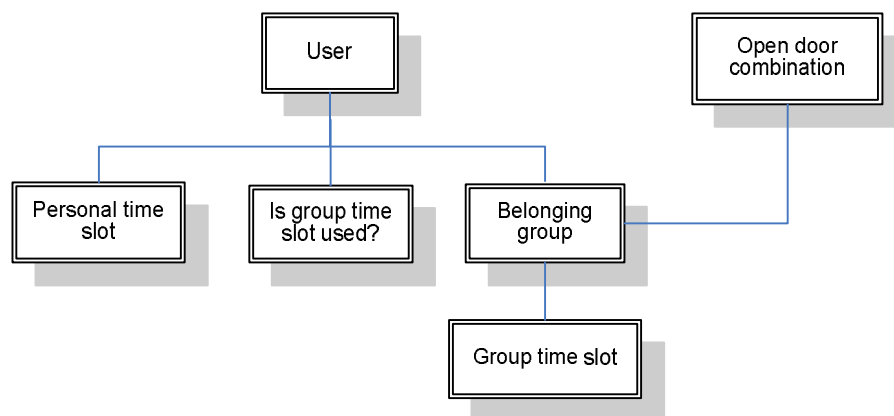 User
Open door
combination
Personal time
slot
Is group time
slot used?
Belonging
group
Group time slot